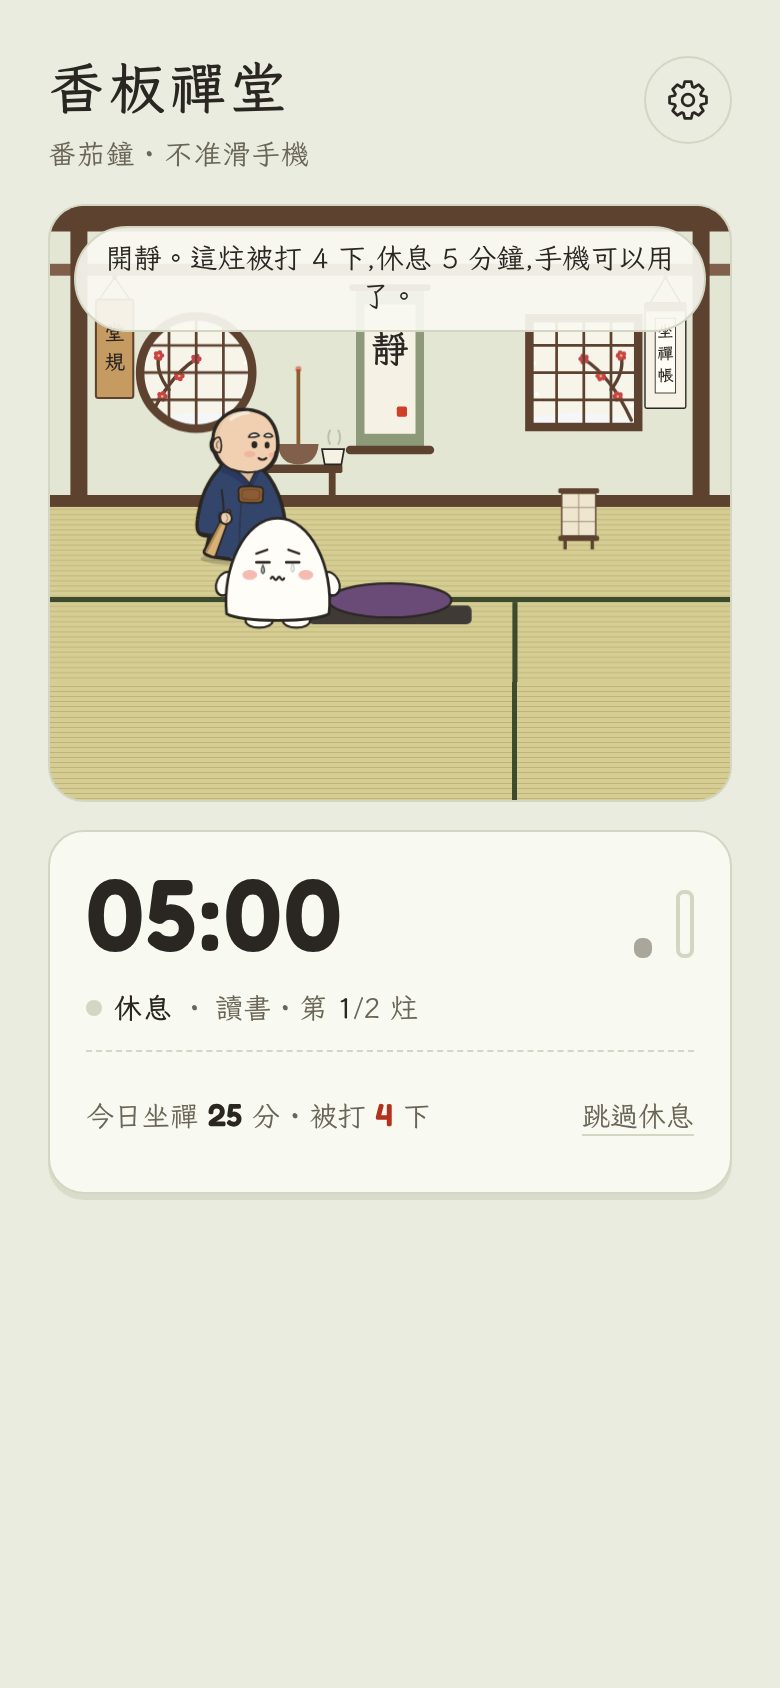 香板禪堂
番茄鐘・不准滑手機
開靜。這炷被打 4 下,休息 5 分鐘,手機可以用
了。
堂規
靜
坐禪帳
05:00
休息 ・ 讀書・第 1/2 炷
今日坐禪 25 分・被打 4 下
跳過休息